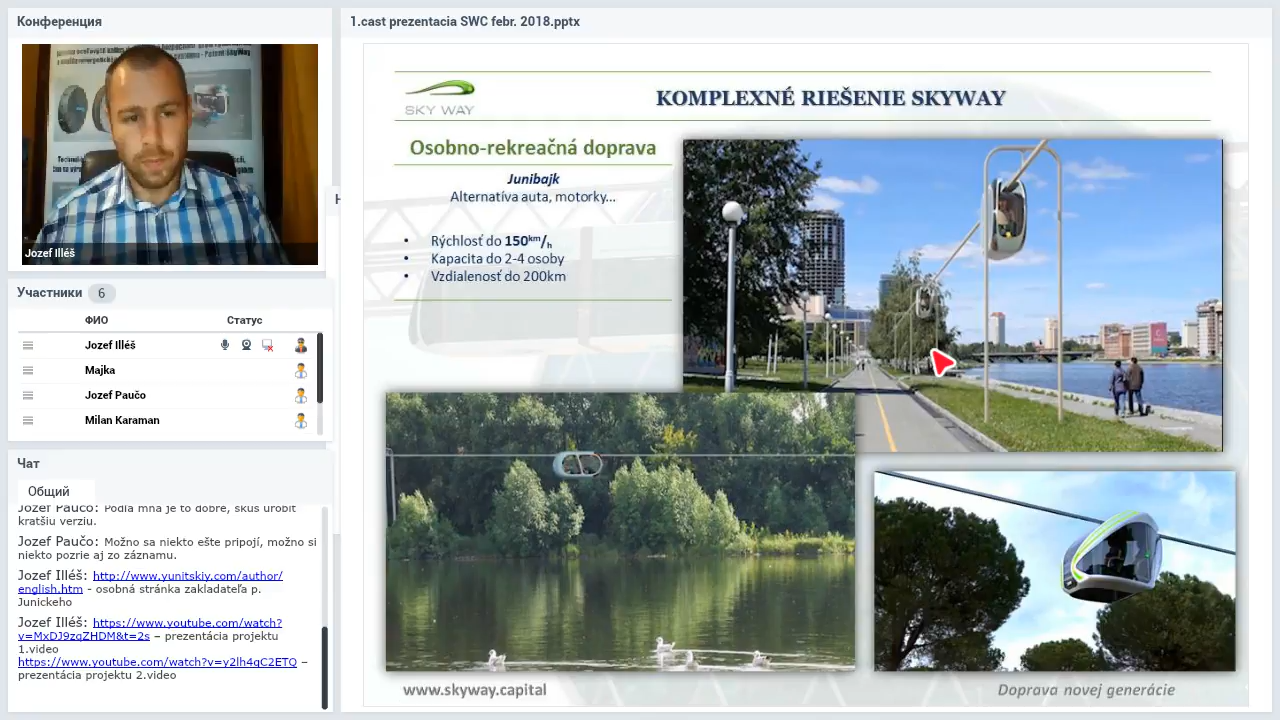 Конференция
Jozef Illéš
Участники 6
ФИО Статус
Jozef Illéš
Majka
Jozef Paučo
Milan Karaman
Чат
Общий
Jozef Paučo: Podľa mňa je to dobré, skús urobiť
kratšiu verziu.
Jozef Paučo: Možno sa niekto ešte pripojí, možno si
niekto pozrie aj zo záznamu.
Jozef Illéš: http://www.yunitskiy.com/author/
english.htm - osobná stránka zakladateľa p.
Junickeho
Jozef Illéš: https://www.youtube.com/watch?
v=MxDJ9zqZHDM&t=2s – prezentácia projektu
1.video
https://www.youtube.com/watch?v=y2lh4qC2ETQ –
prezentácia projektu 2.video
1.cast prezentacia SWC febr. 2018.pptx
SKY WAY
KOMPLEXNÉ RIEŠENIE SKYWAY
Osobno-rekreačná doprava
Junibajk
Alternatíva auta, motorky...
• Rýchlosť do 150km/h
• Kapacita do 2-4 osoby
• Vzdialenosť do 200km
www.skyway.capital
Doprava novej generácie